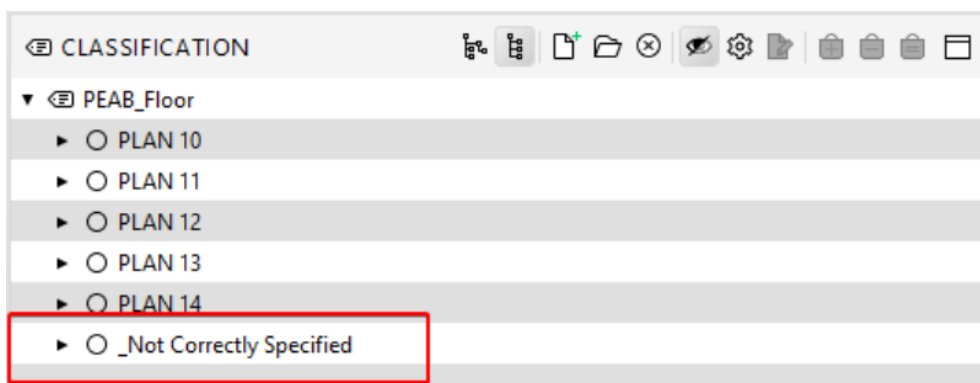 CLASSIFICATION
PEAB_Floor
PLAN 10
PLAN 11
PLAN 12
PLAN 13
PLAN 14
_Not Correctly Specified